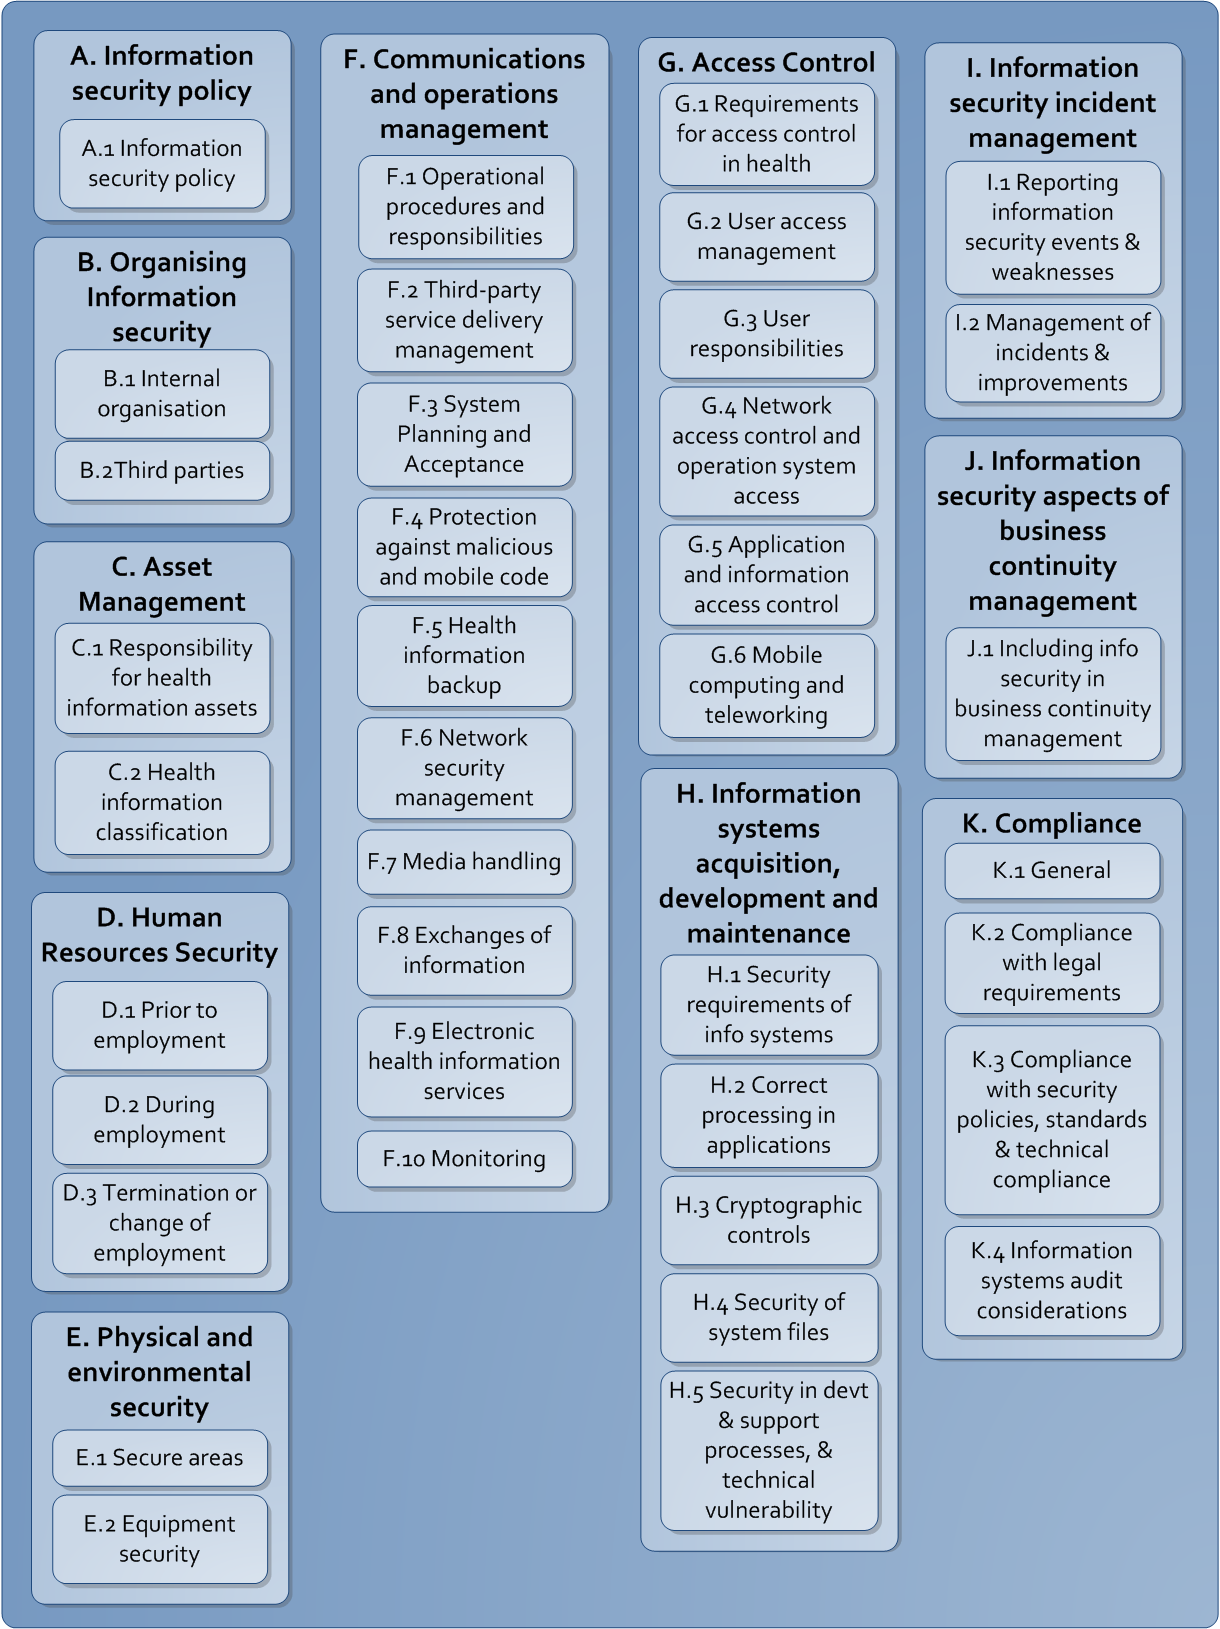 A. Information
security policy
A.1 Information
security policy
B. Organising
Information
security
B.1 Internal
organisation
B.2Third parties
C. Asset
Management
C.1 Responsibility
for health
information assets
C.2 Health
information
classification
D. Human
Resources Security
D.1 Prior to
employment
D.2 During
employment
D.3 Termination or
change of
employment
E. Physical and
environmental
security
E.1 Secure areas
E.2 Equipment
security
F. Communications
and operations
management
F.1 Operational
procedures and
responsibilities
F.2 Third-party
service delivery
management
F.3 System
Planning and
Acceptance
F.4 Protection
against malicious
and mobile code
F.5 Health
information
backup
F.6 Network
security
management
F.7 Media handling
F.8 Exchanges of
information
F.9 Electronic
health information
services
F.10 Monitoring
G. Access Control
G.1 Requirements
for access control
in health
G.2 User access
management
G.3 User
responsibilities
G.4 Network
access control and
operation system
access
G.5 Application
and information
access control
G.6 Mobile
computing and
teleworking
H. Information
systems
acquisition,
development and
maintenance
H.1 Security
requirements of
info systems
H.2 Correct
processing in
applications
H.3 Cryptographic
controls
H.4 Security of
system files
H.5 Security in devt
& support
processes, &
technical
vulnerability
I. Information
security incident
management
I.1 Reporting
information
security events &
weaknesses
I.2 Management of
incidents &
improvements
J. Information
security aspects of
business
continuity
management
J.1 Including info
security in
business continuity
management
K. Compliance
K.1 General
K.2 Compliance
with legal
requirements
K.3 Compliance
with security
policies, standards
& technical
compliance
K.4 Information
systems audit
considerations